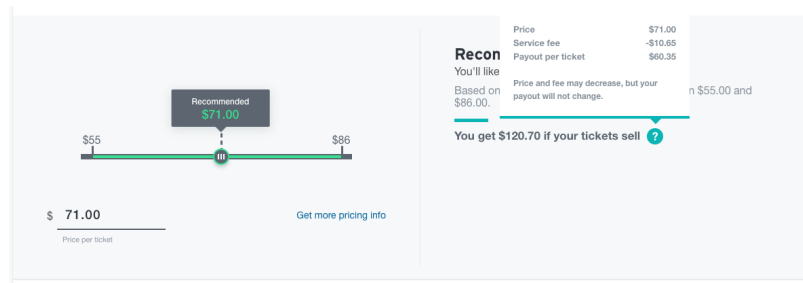 Recommended
$71.00
$55
$86
$ 71.00
Price per ticket
Get more pricing info
Price $71.00
Service fee -$10.65
Payout per ticket $60.35
Price and fee may decrease, but your
payout will not change.
Recon
You'll like
Based on n $55.00 and
$86.00.
You get $120.70 if your tickets sell ?